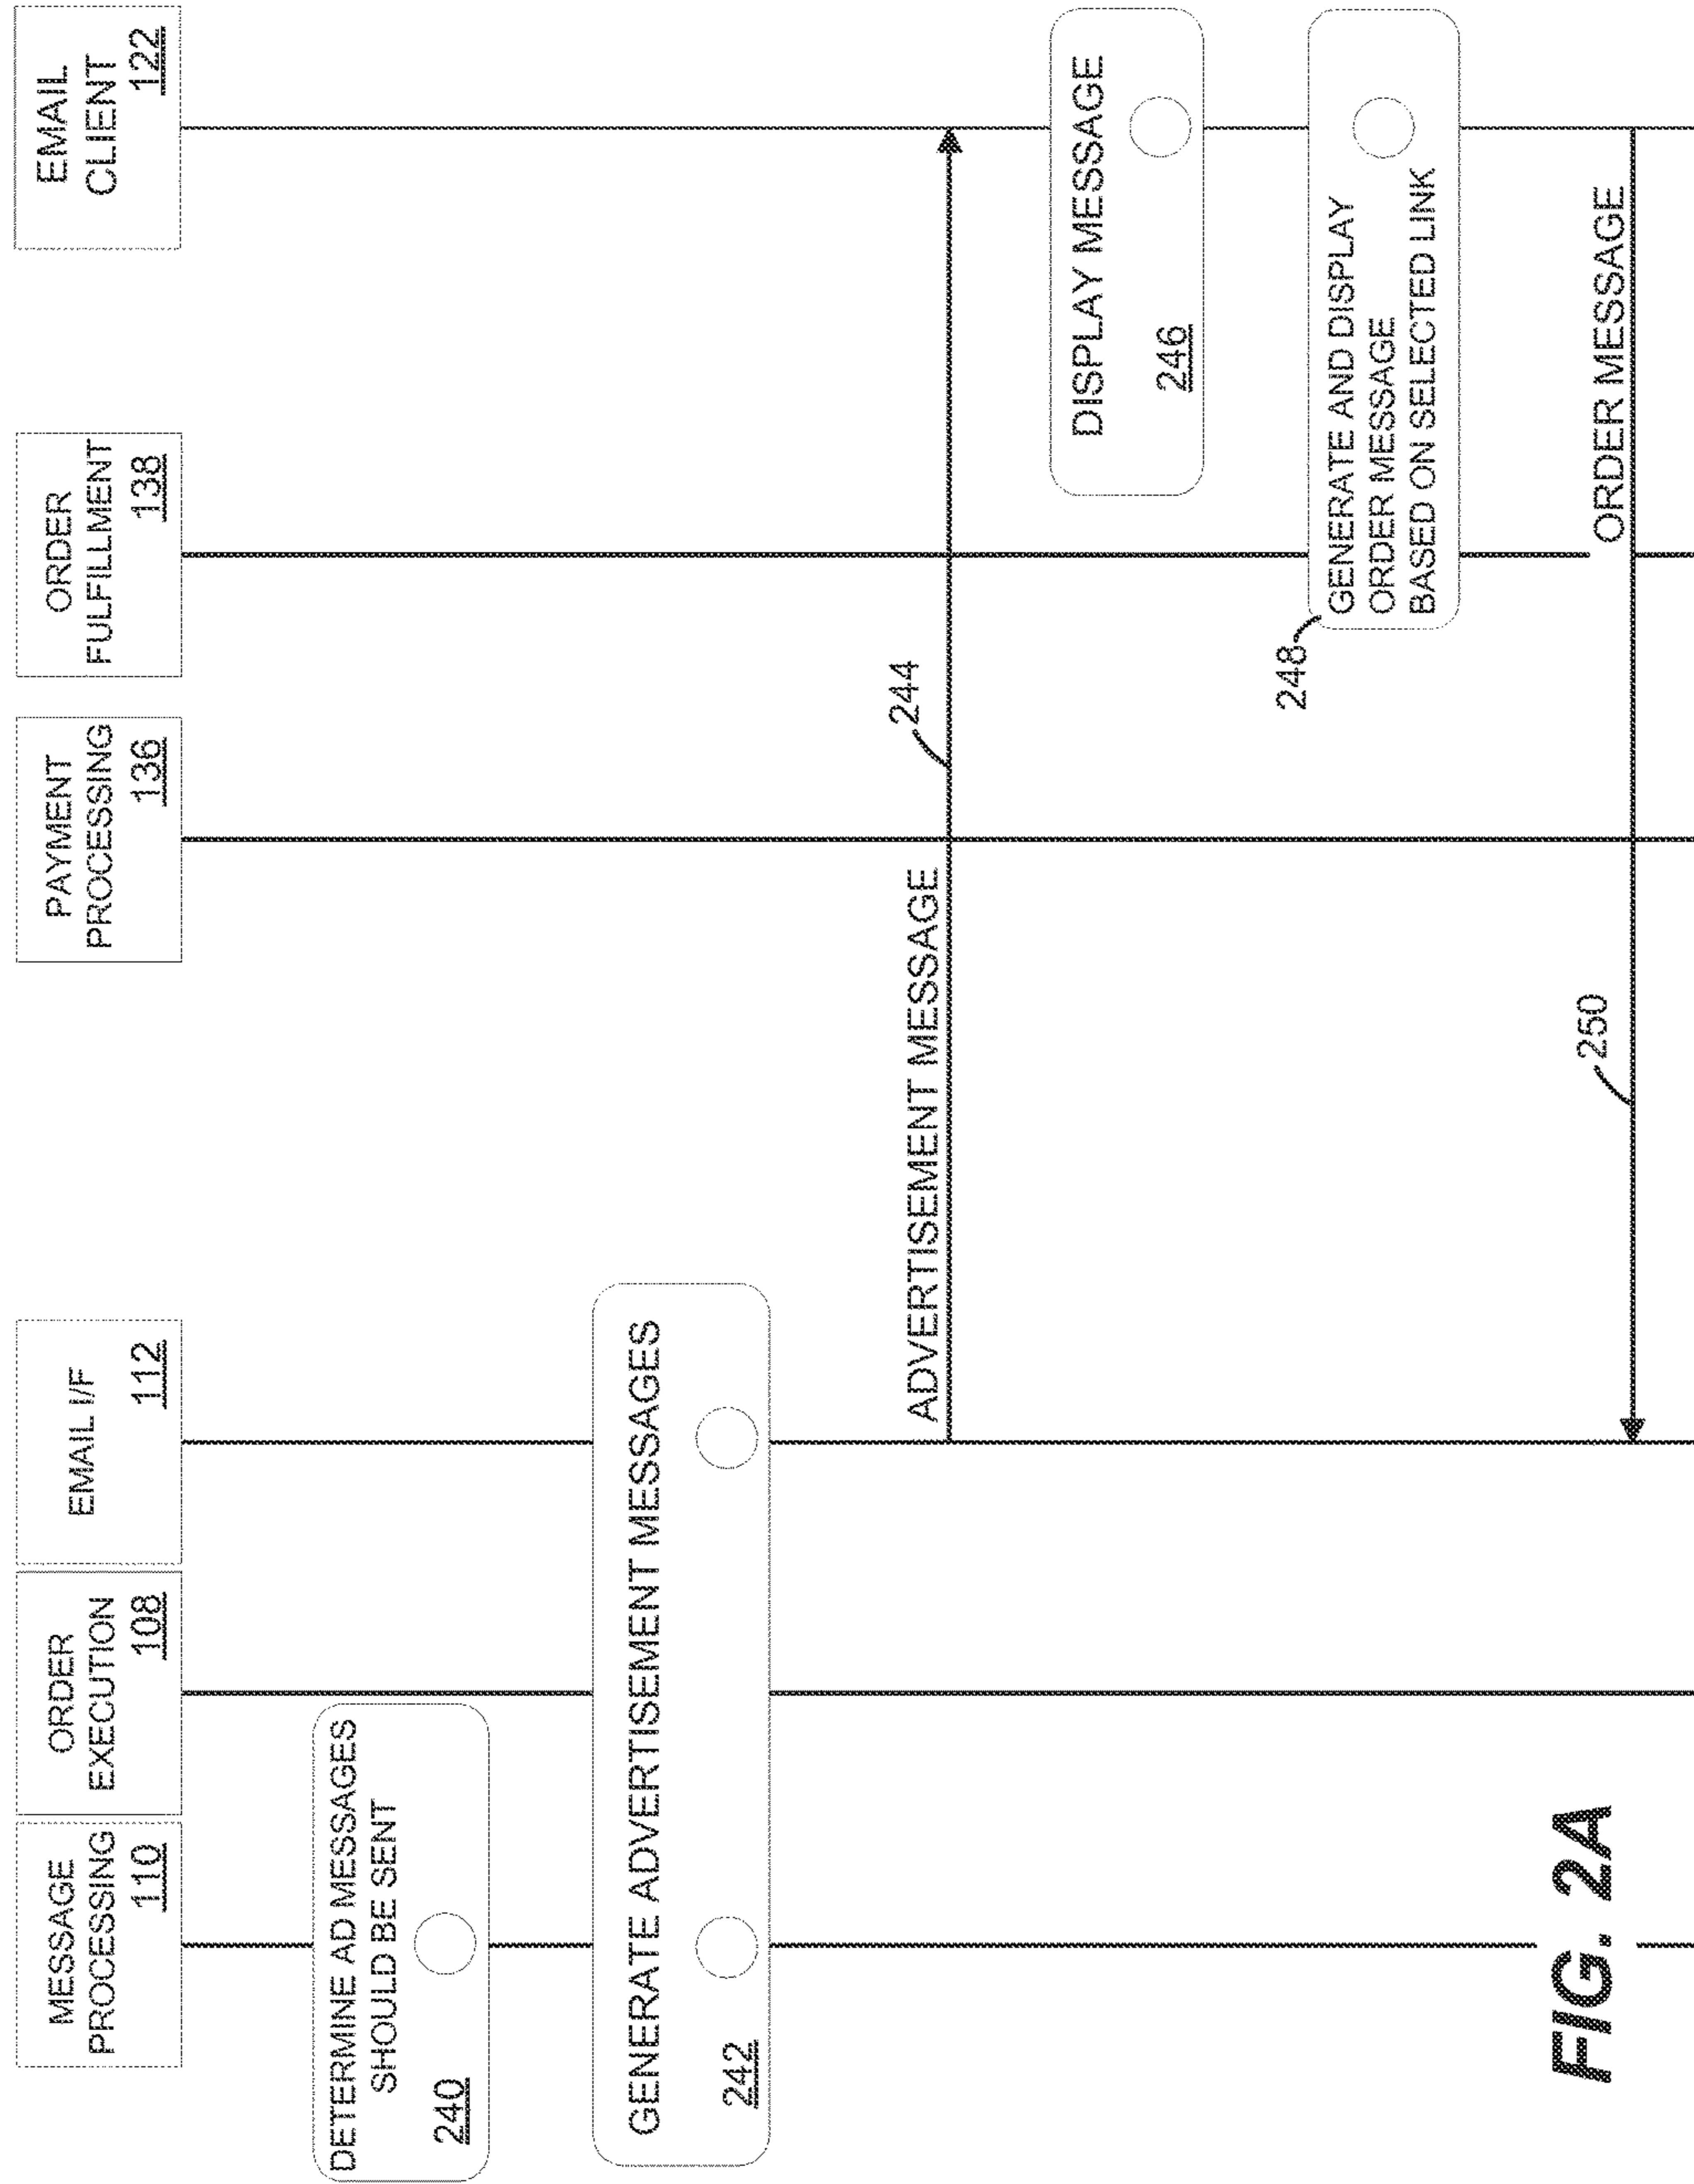 MESSAGE
PROCESSING
110
ORDER
EXECUTION
108
EMAIL I/F
112
PAYMENT
PROCESSING
136
ORDER
FULFILLMENT
138
EMAIL
CLIENT
122
DETERMINE AD MESSAGES
SHOULD BE SENT
240
GENERATE ADVERTISEMENT MESSAGES
242
ADVERTISEMENT MESSAGE
244
DISPLAY MESSAGE
246
248
GENERATE AND DISPLAY
ORDER MESSAGE
BASED ON SELECTED LINK
ORDER MESSAGE
250
FIG. 2A